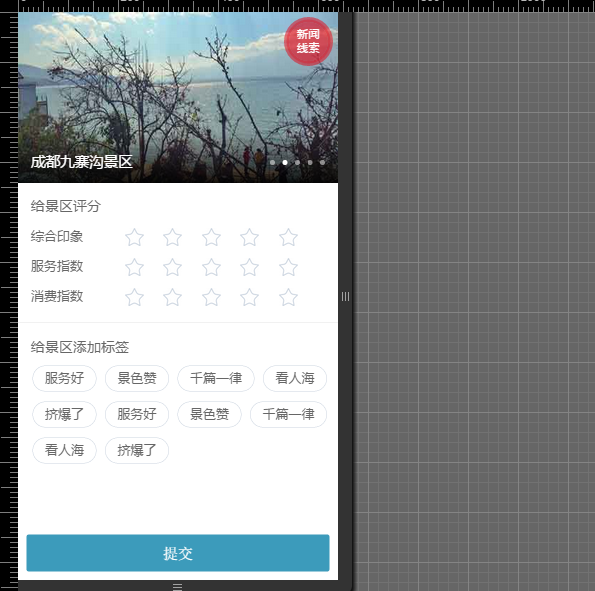 新闻
线索
成都九寨沟景区
给景区评分
综合印象
服务指数
消费指数
给景区添加标签
服务好 景色赞 千篇一律 看人海
挤爆了 服务好 景色赞 千篇一律
看人海 挤爆了
提交